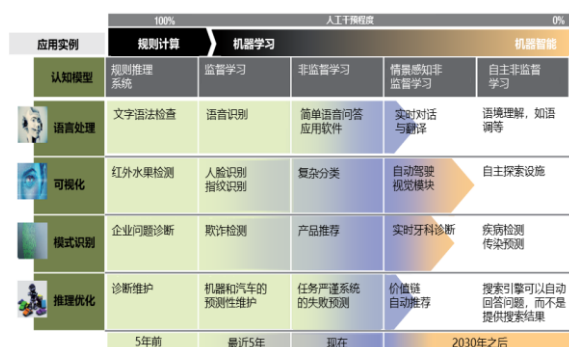 100% 人工干预程度 0%
应用实例 规则计算 机器学习 机器智能
认知模型 规则推理系统 监督学习 非监督学习 情景感知非监督学习 自主非监督学习
语言处理 文字语法检查 语音识别 简单语音问答应用软件 实时对话与翻译 语境理解，如语调等
可视化 红外水果检测 人脸识别 指纹识别 复杂分类 自动驾驶视觉模块 自主探索设施
模式识别 企业问题诊断 欺诈检测 产品推荐 实时牙科诊断 疾病检测 传染预测
推理优化 诊断维护 机器和汽车的预测性维护 任务严谨系统的失败预测 价值链自动推荐 搜索引擎可以自动回答问题，而不是提供搜索结果
5年前 最近5年 现在 2030年之后